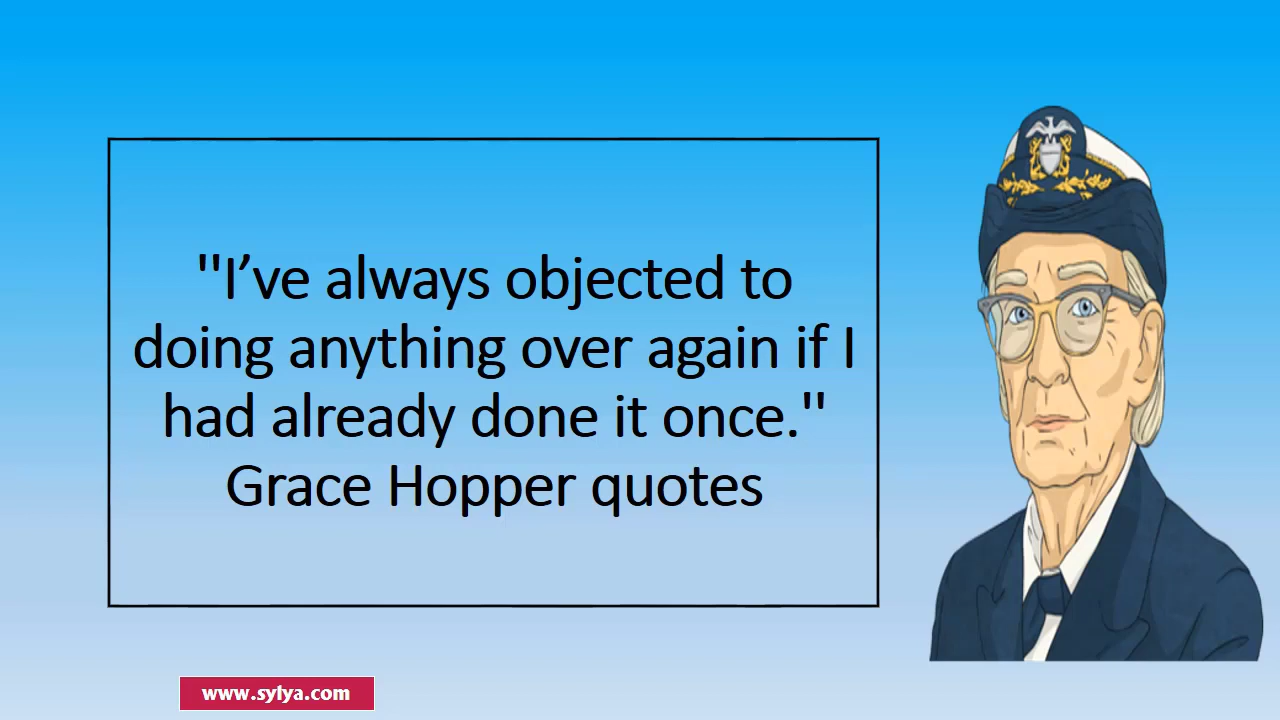 "I’ve always objected to
doing anything over again if I
had already done it once."
Grace Hopper quotes
www.sylya.com